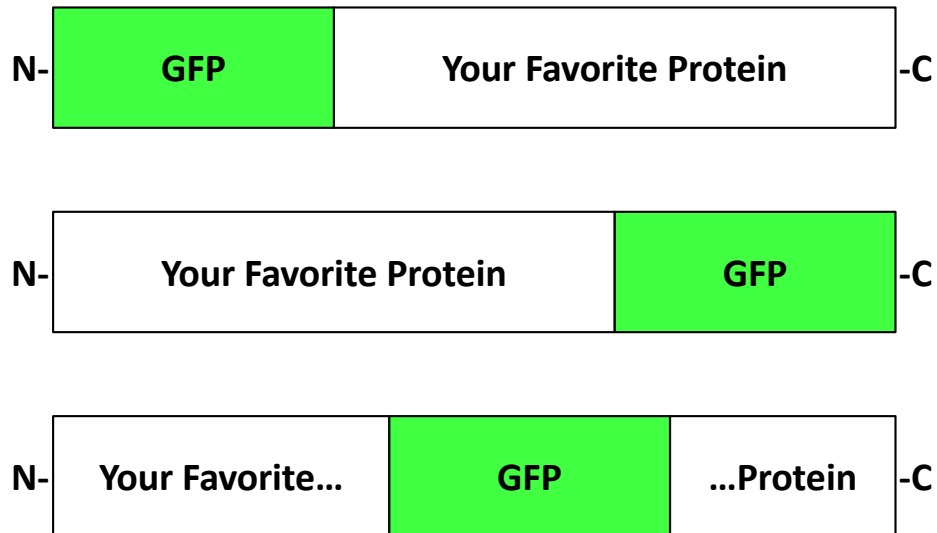 N- GFP Your Favorite Protein -C
N- Your Favorite Protein GFP -C
N- Your Favorite... GFP ...Protein -C